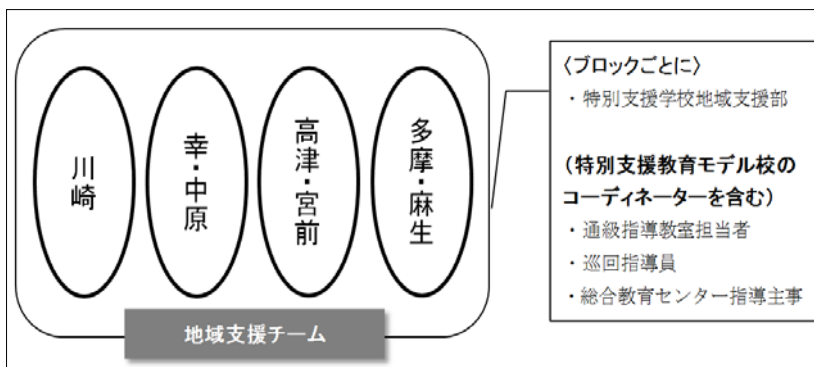 川崎
幸・中原
高津・宮前
多摩・麻生
地域支援チーム
〈ブロックごとに〉
・特別支援学校地域支援部
（特別支援教育モデル校の
コーディネーターを含む）
・通級指導教室担当者
・巡回指導員
・総合教育センター指導主事